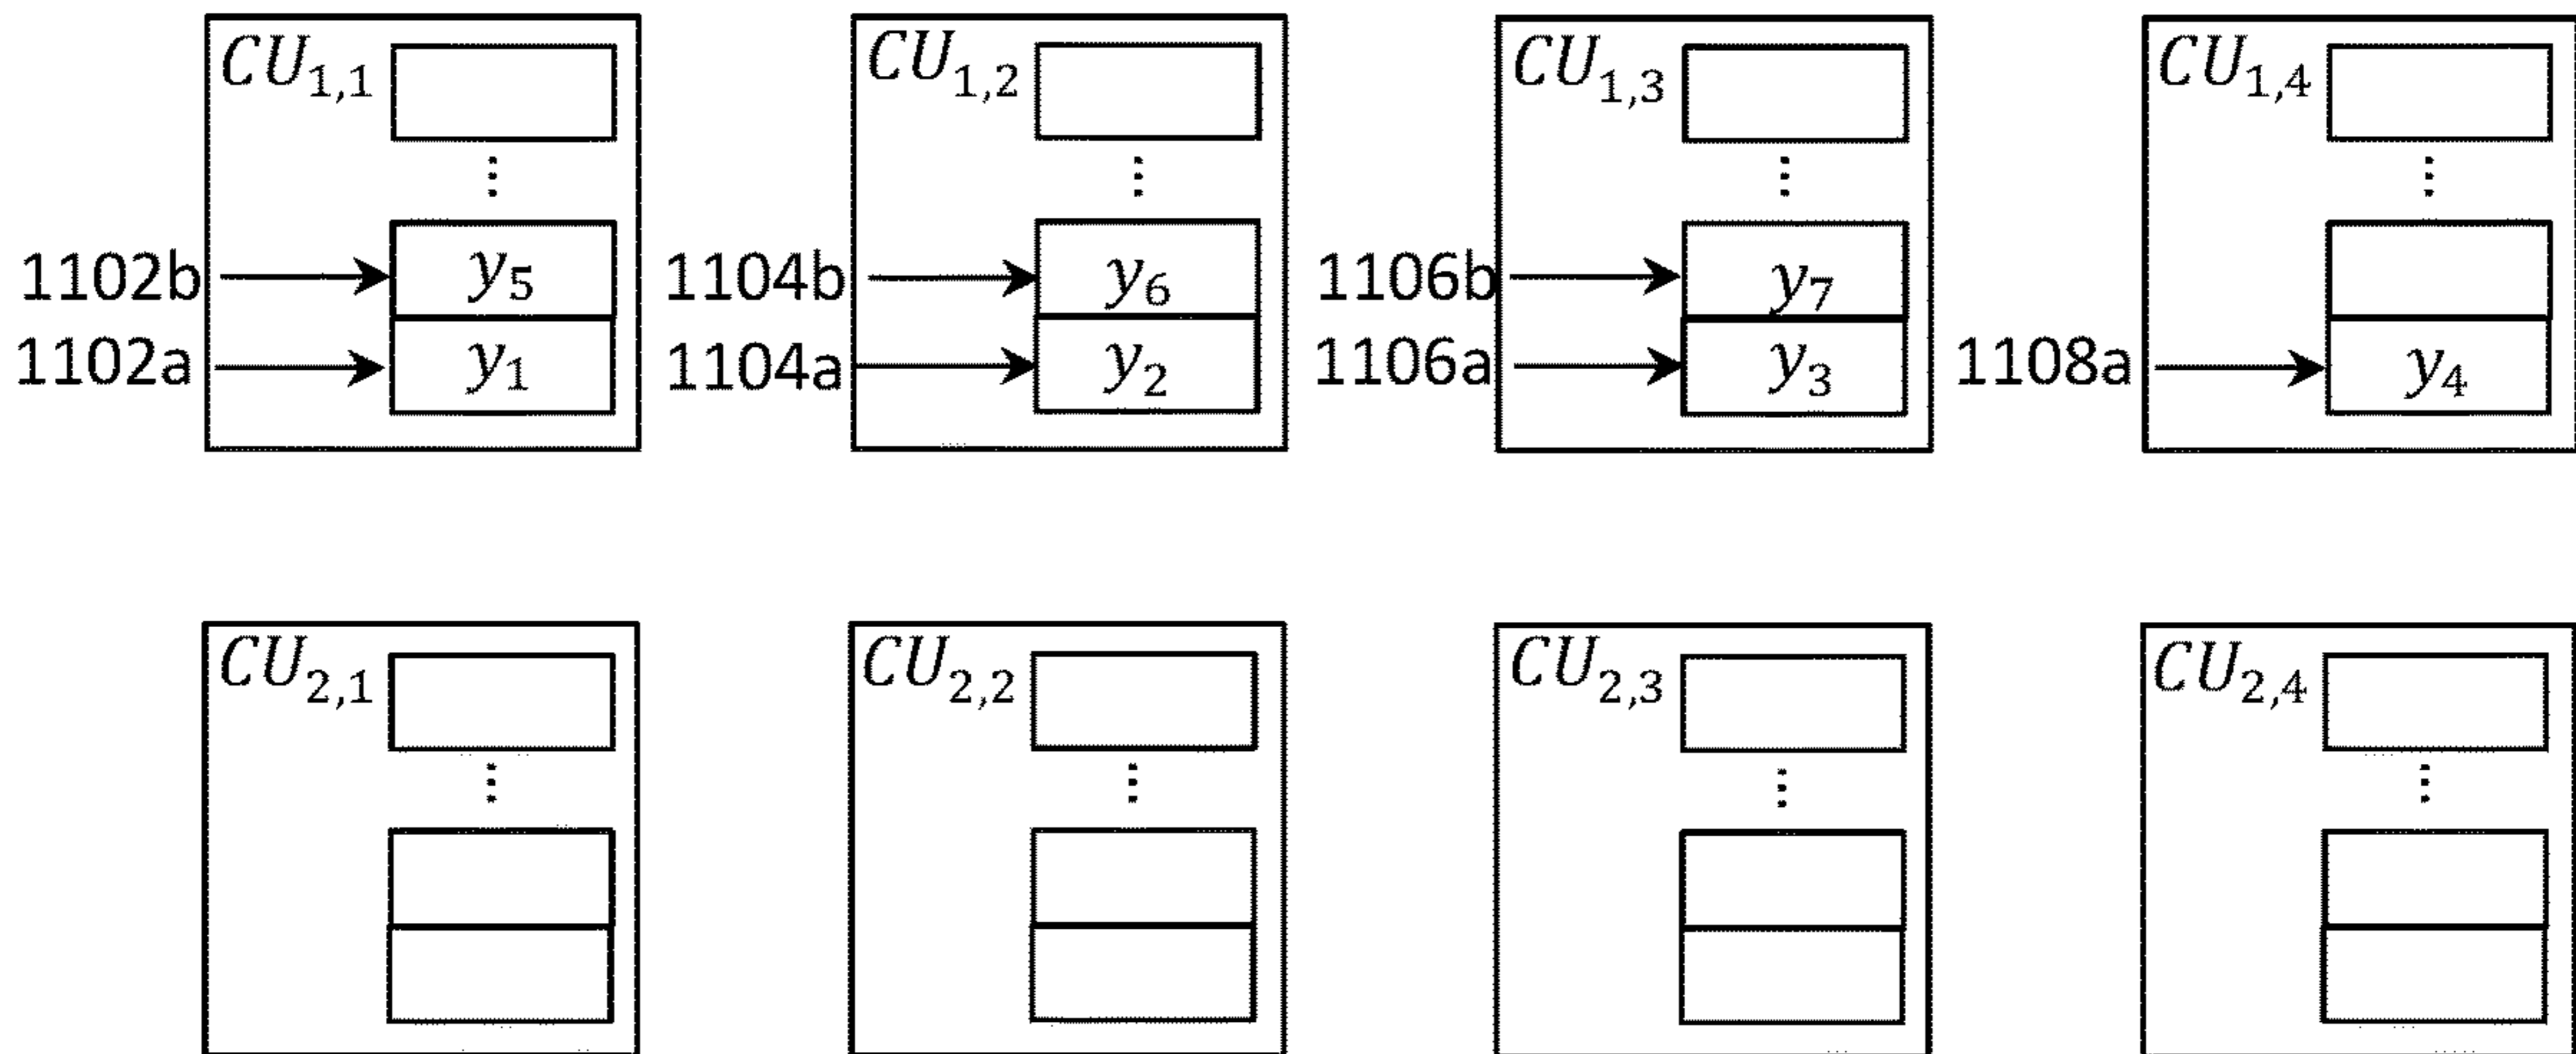 CU1,1 CU1,2 CU1,3 CU1,4
1102b y5 1104b y6 1106b y7
1102a y1 1104a y2 1106a y3 1108a y4
CU2,1 CU2,2 CU2,3 CU2,4